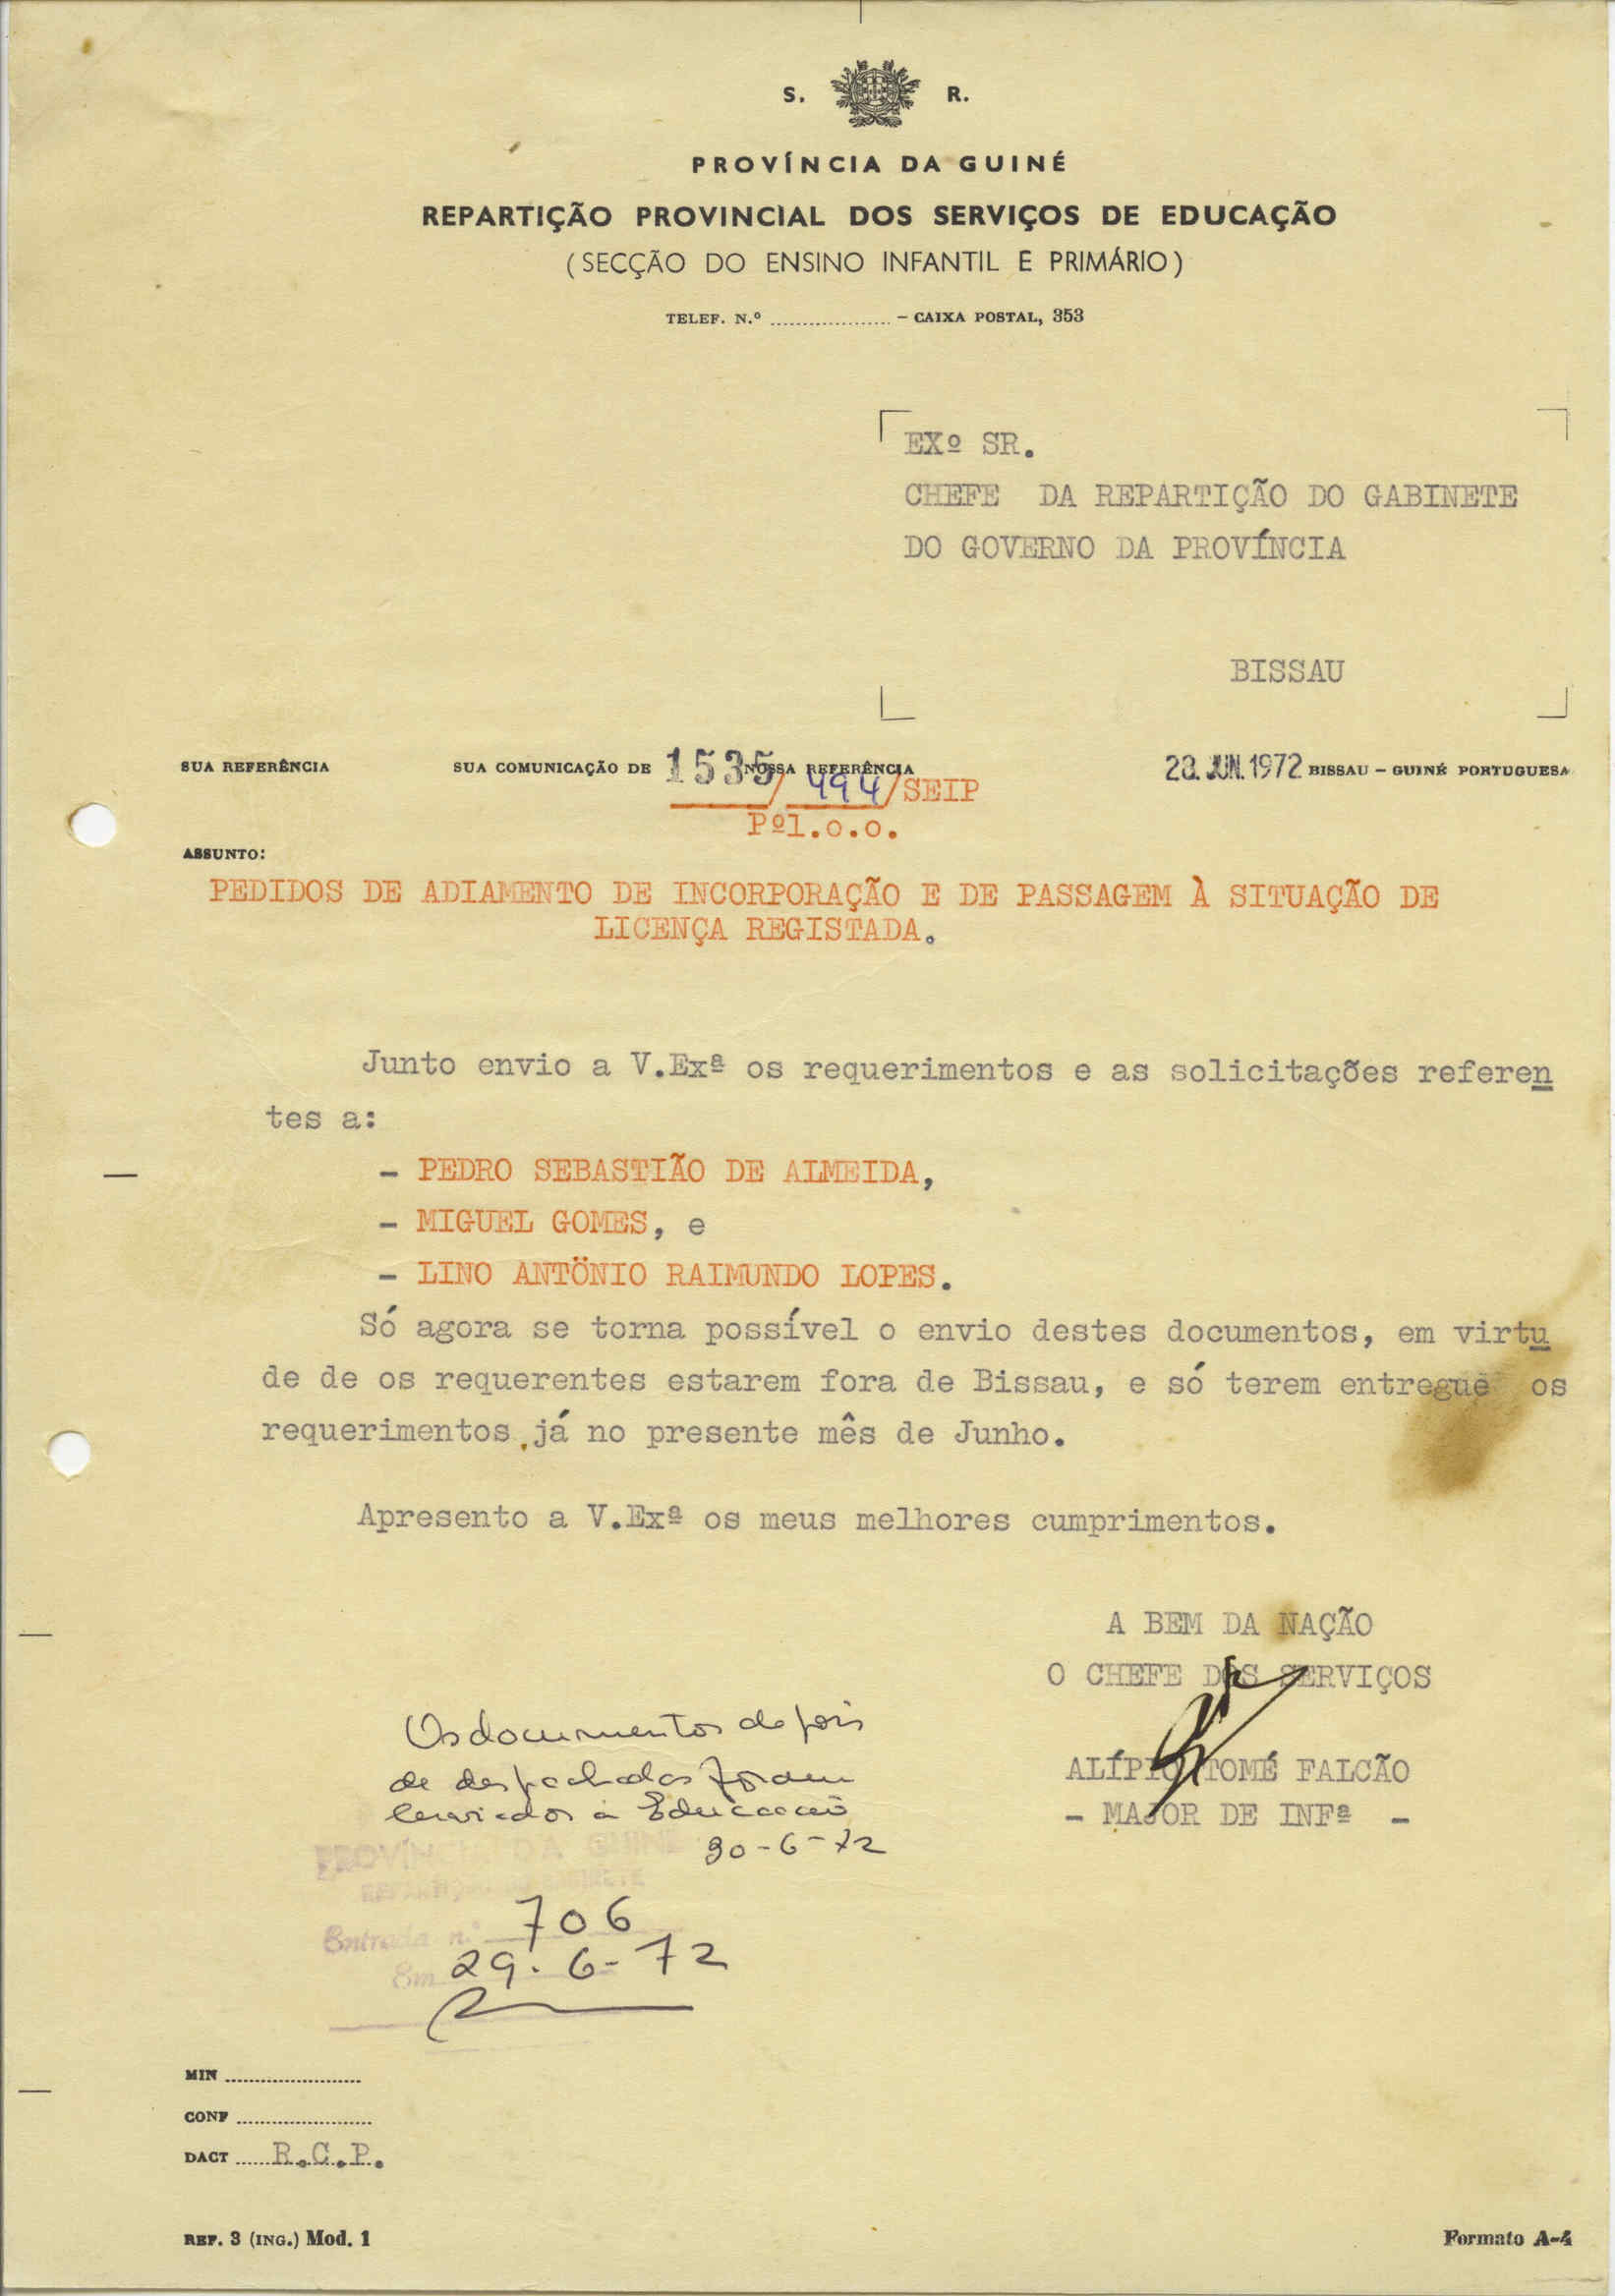 S. R.
PROVÍNCIA DA GUINÉ
REPARTIÇÃO PROVINCIAL DOS SERVIÇOS DE EDUCAÇÃO
(SECÇÃO DO ENSINO INFANTIL E PRIMÁRIO)
TELEF. N.º ................... – CAIXA POSTAL, 353
EXº SR.
CHEFE DA REPARTIÇÃO DO GABINETE
DO GOVERNO DA PROVÍNCIA
BISSAU
SUA REFERÊNCIA SUA COMUNICAÇÃO DE 1535 NOSSA REFERÊNCIA JUN. 1972 BISSAU – GUINÉ PORTUGUESA
/ 494/SEIP
Pº1.o.o.
ASSUNTO:
PEDIDOS DE ADIAMENTO DE INCORPORAÇÃO E DE PASSAGEM À SITUAÇÃO DE
LICENÇA REGISTADA.
Junto envio a V.Exª os requerimentos e as solicitações referen
tes a:
- PEDRO SEBASTIÃO DE ALMEIDA,
- MIGUEL GOMES, e
- LINO ANTÖNIO RAIMUNDO LOPES.
Só agora se torna possível o envio destes documentos, em virtu
de de os requerentes estarem fora de Bissau, e só terem entregue os
requerimentos já no presente mês de Junho.
Apresento a V.Exª os meus melhores cumprimentos.
A BEM DA NAÇÃO
O CHEFE DOS SERVIÇOS
ALÍPIO TOMÉ FALCÃO
- MAJOR DE INFª -
Os documentos depois
de despachados foram
enviados à Educação
30-6-72
PROVÍNCIA DA GUINÉ
REPARTIÇÃO DO GABINETE
Entrada n.º 706
Em 29-6-72
MIN ......................
CONF ......................
DACT ...... R.C.P.
REF. 3 (ING.) Mod. 1 Formato A-4